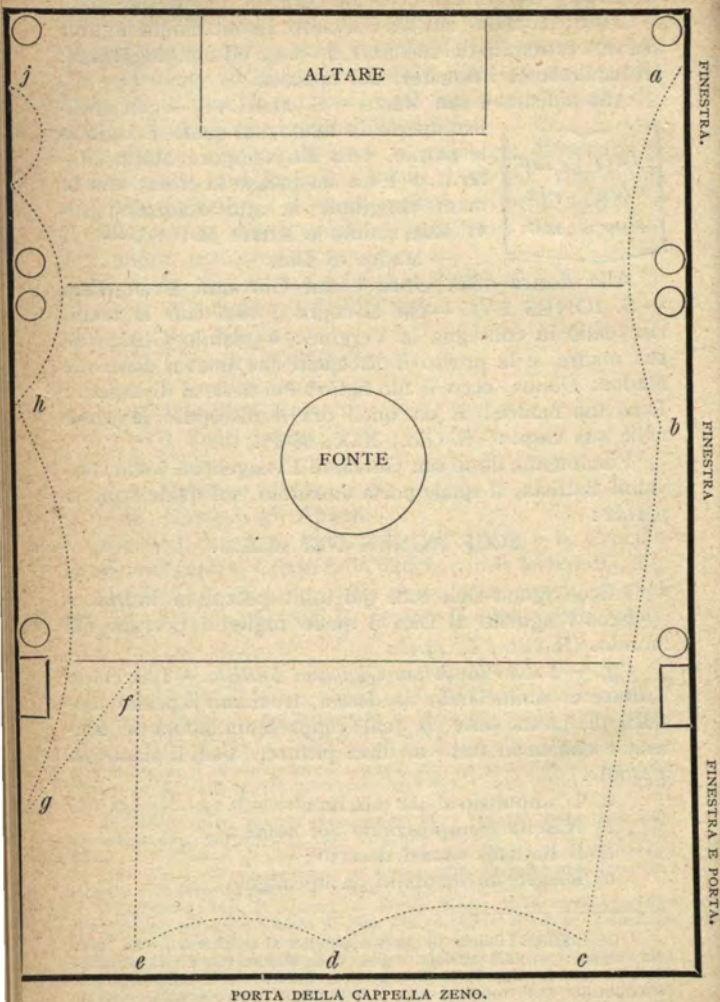 ALTARE
j
a
FINESTRA.
h
FONTE
b
FINESTRA
f
g
FINESTRA E PORTA.
e
d
c
PORTA DELLA CAPPELLA ZENO.